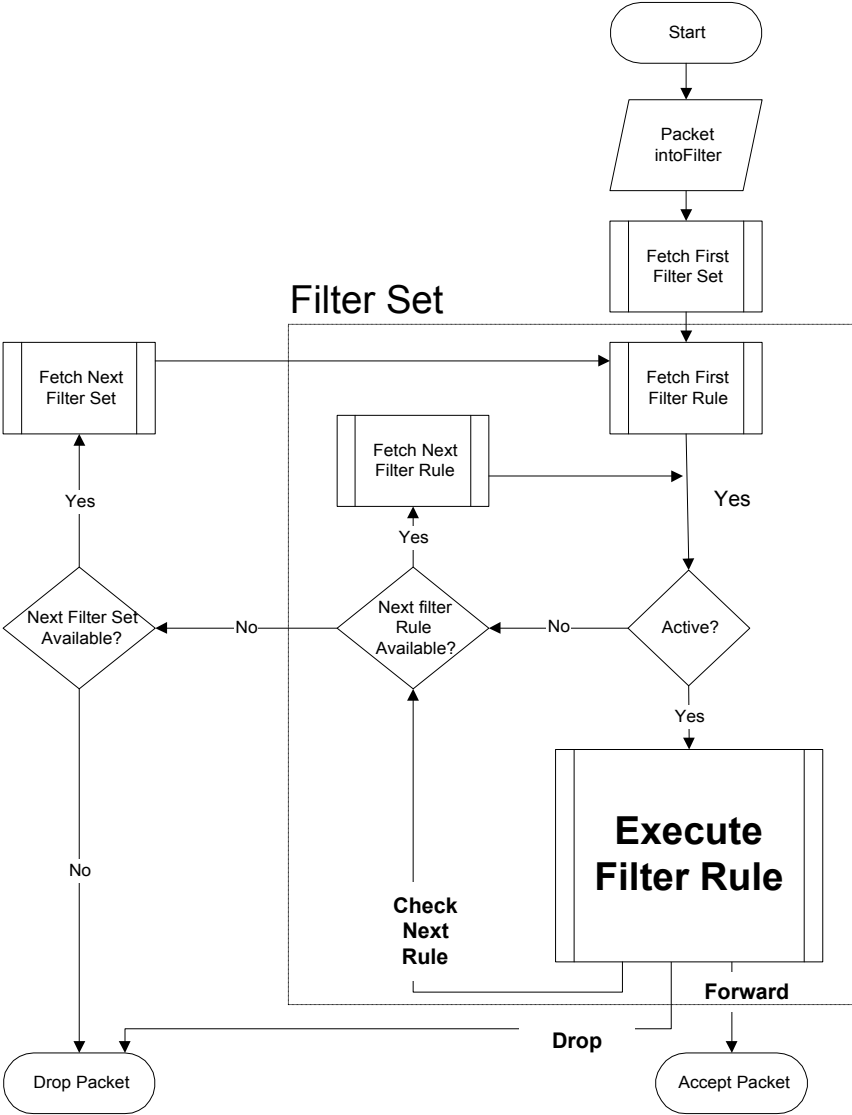 Start
Packet
intoFilter
Fetch First
Filter Set
Filter Set
Fetch Next
Filter Set
Fetch First
Filter Rule
Fetch Next
Filter Rule
Yes
Yes
Yes
Next Filter Set
Available?
No
Next filter
Rule
Available?
No
Active?
Yes
Execute
Filter Rule
No
Check
Next
Rule
Forward
Drop
Drop Packet
Accept Packet